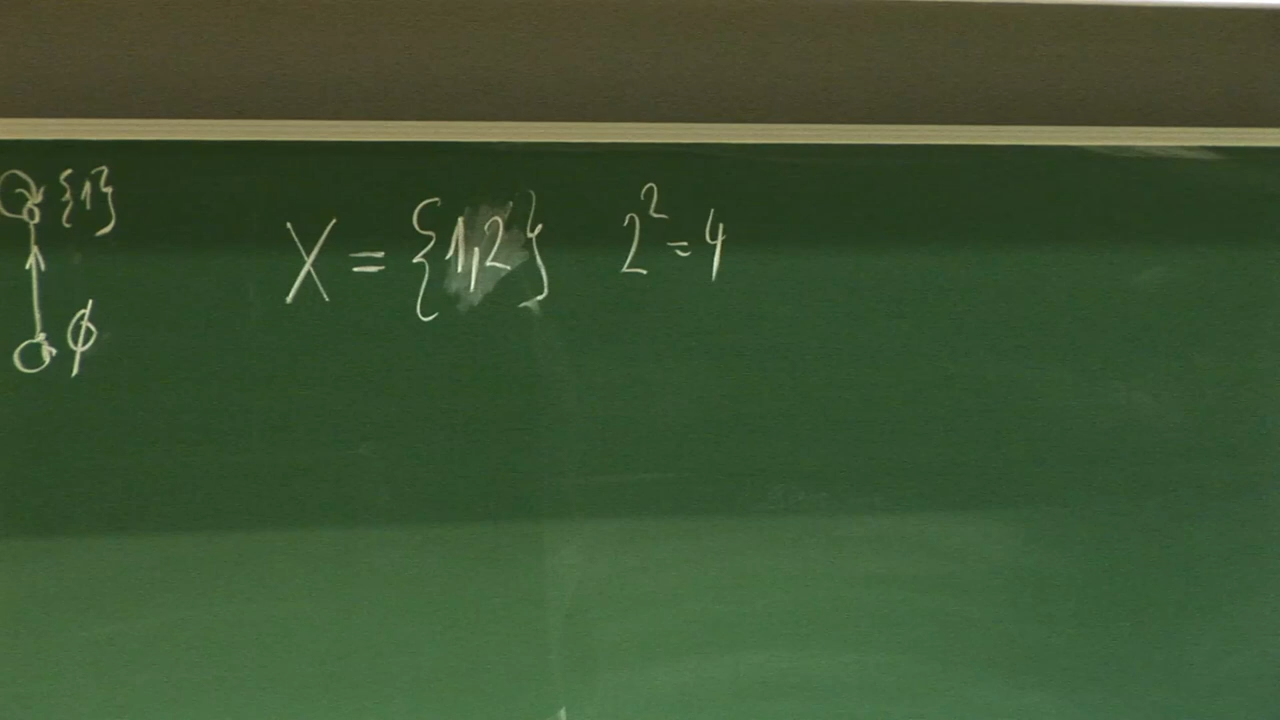 {1}
X = {1,2} 2² = 4
φ